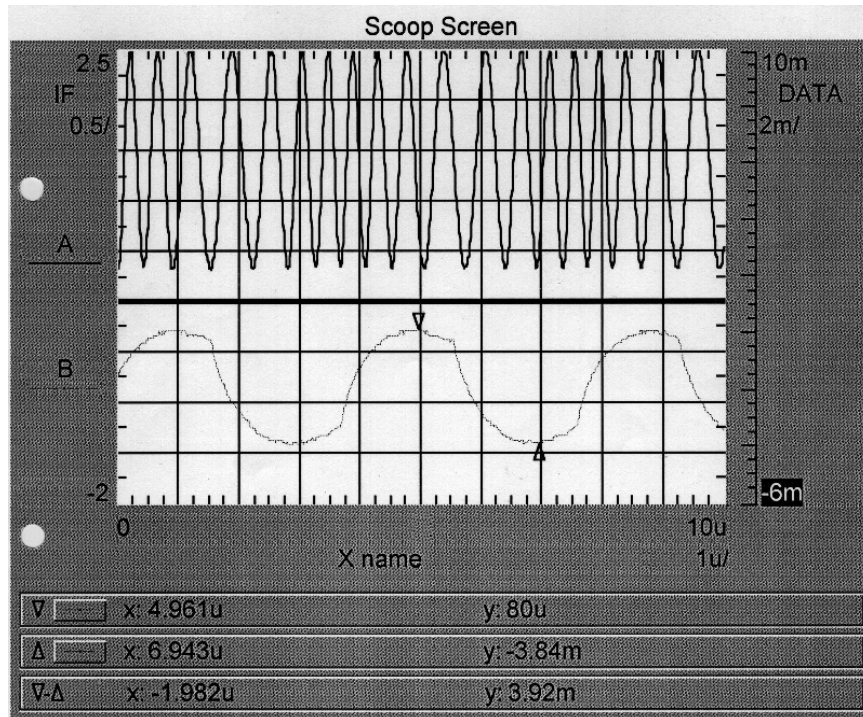 Scoop Screen
2.5
10m
IF
DATA
0.5/
2m/
A
B
-2
-6m
0
10u
X name
1u/
∇ x: 4.961u y: 80u
Δ x: 6.943u y: -3.84m
∇-Δ x: -1.982u y: 3.92m